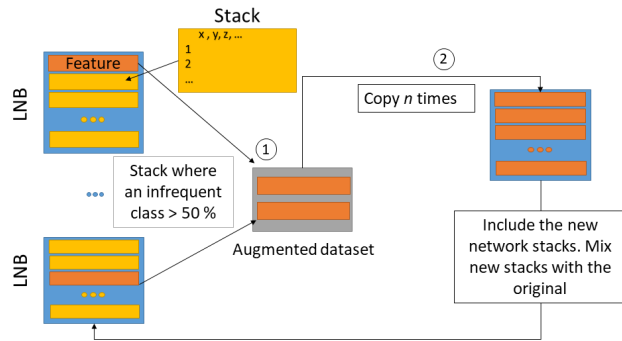 Stack
x , y, z, ...
1
2
...
Feature
LNB
1
2
Copy n times
Stack where
an infrequent
class > 50 %
Augmented dataset
Include the new
network stacks. Mix
new stacks with the
original
LNB